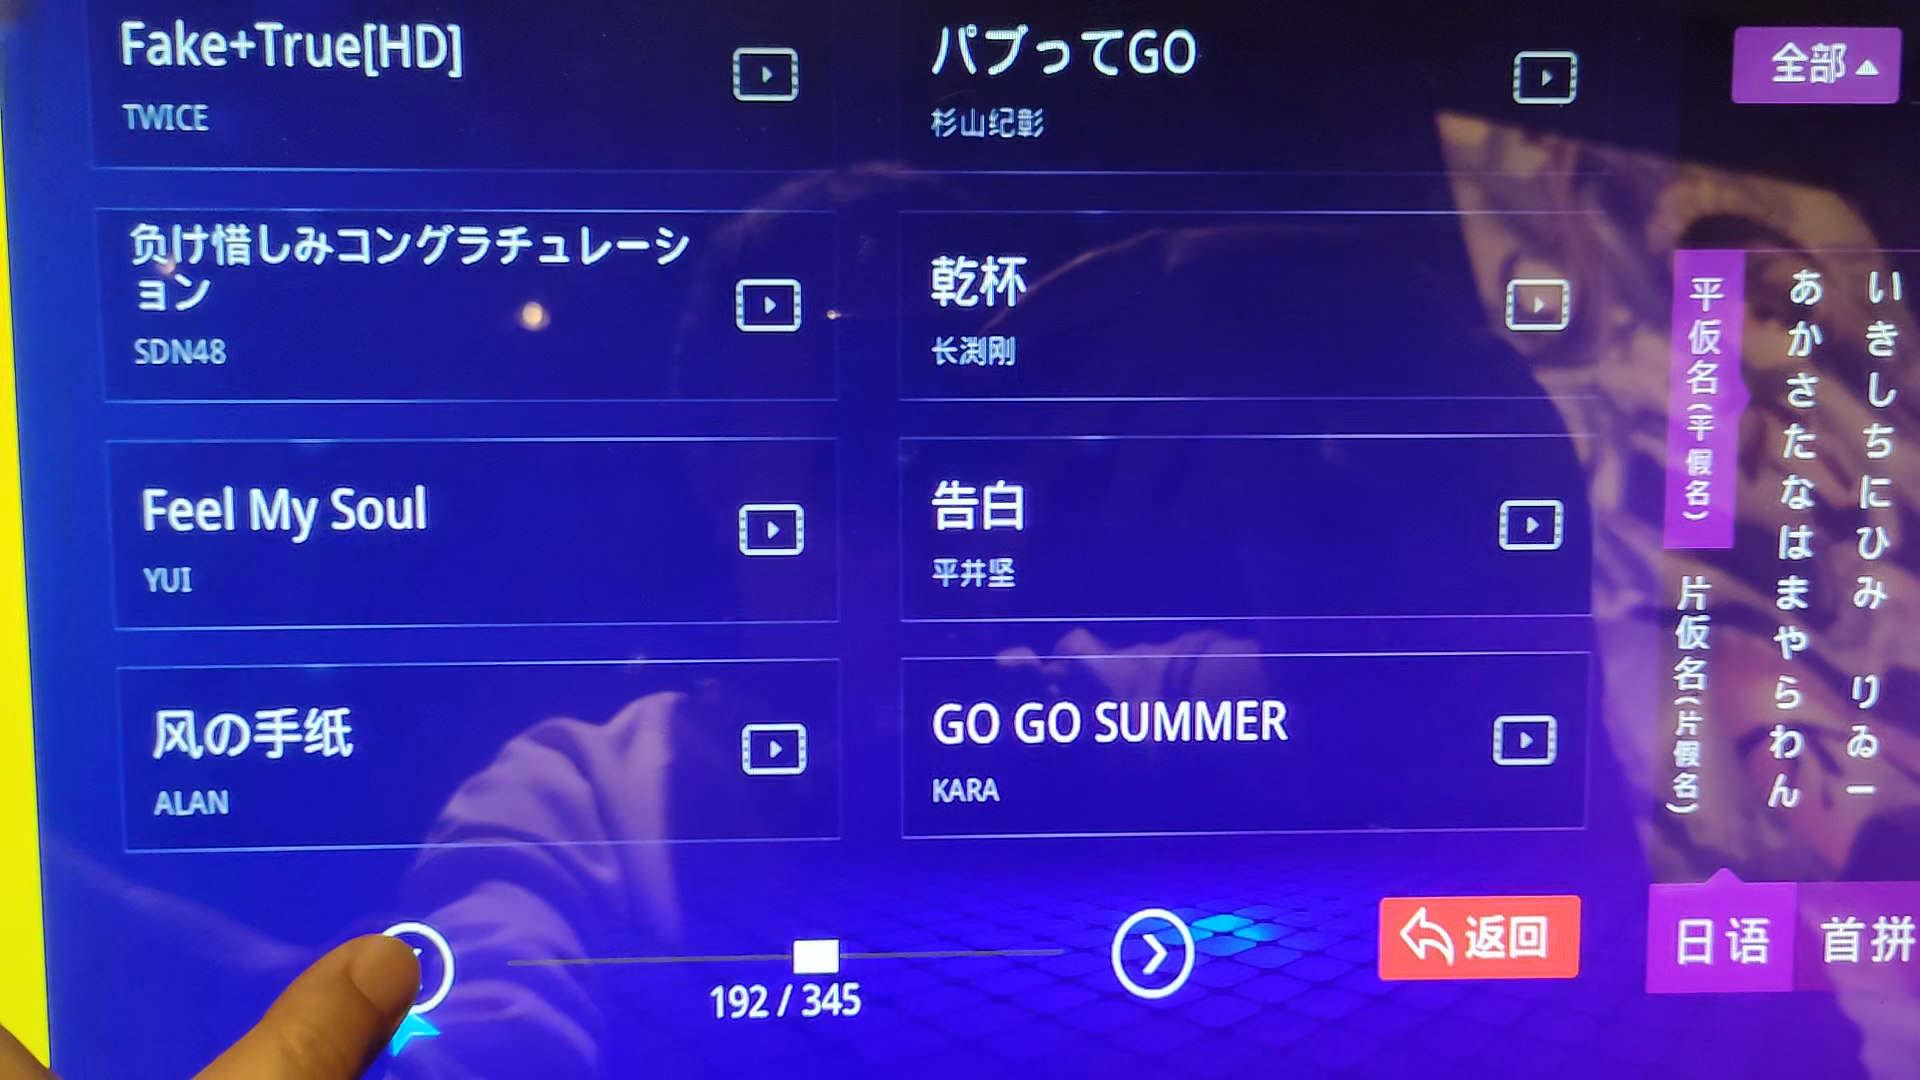 Fake+True[HD]
TWICE
パブってGO
杉山纪彰
全部
负け惜しみコングラチュレーシ
ョン
SDN48
乾杯
长渕刚
Feel My Soul
YUI
告白
平井坚
风の手纸
ALAN
GO GO SUMMER
KARA
平仮名(平假名)
片仮名(片假名)
あかさたなはまやらわん
いきしちにひみ りゐー
192 / 345
返回
日语
首拼